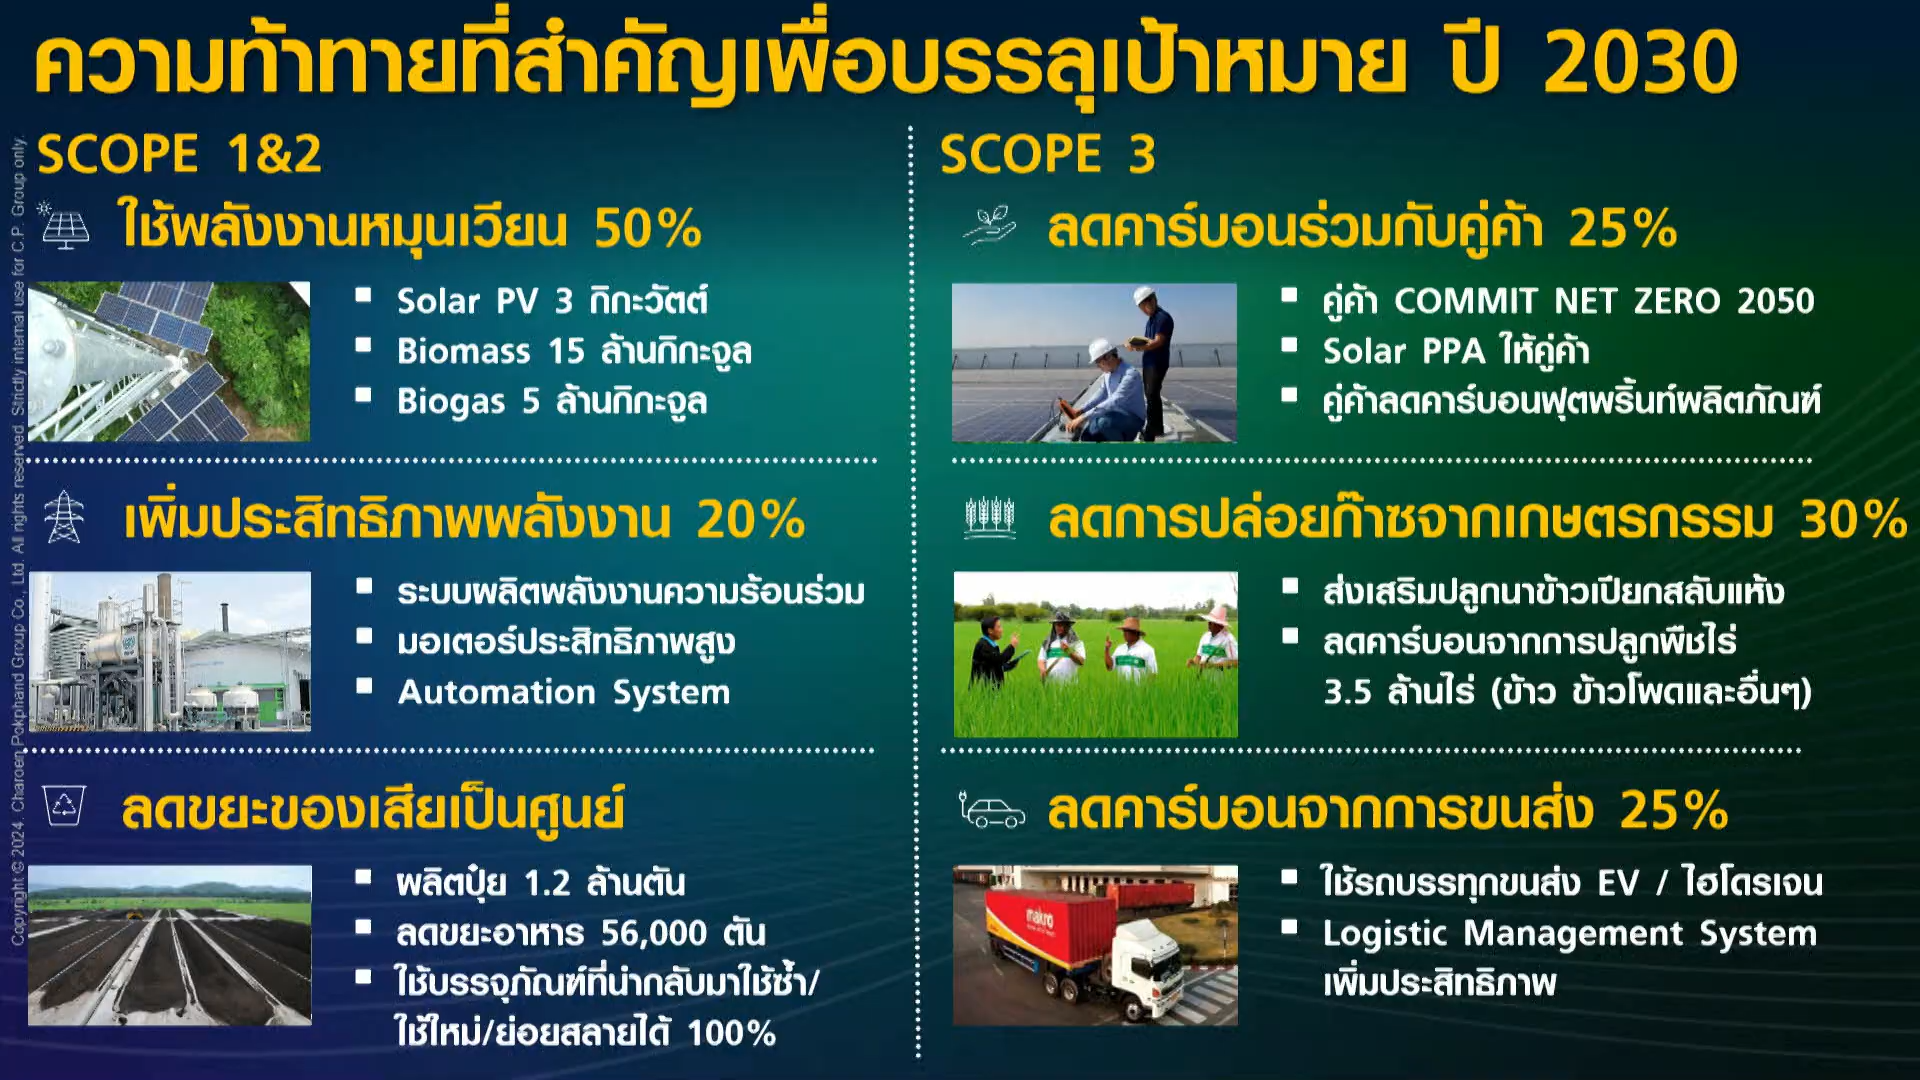 ความท้าทายที่สำคัญเพื่อบรรลุเป้าหมาย ปี 2030
SCOPE 1&2
ใช้พลังงานหมุนเวียน 50%
▪ Solar PV 3 กิกะวัตต์
▪ Biomass 15 ล้านกิกะจูล
▪ Biogas 5 ล้านกิกะจูล
เพิ่มประสิทธิภาพพลังงาน 20%
▪ ระบบผลิตพลังงานความร้อนร่วม
▪ มอเตอร์ประสิทธิภาพสูง
▪ Automation System
ลดขยะของเสียเป็นศูนย์
▪ ผลิตปุ๋ย 1.2 ล้านตัน
▪ ลดขยะอาหาร 56,000 ตัน
▪ ใช้บรรจุภัณฑ์ที่นำกลับมาใช้ซ้ำ/
ใช้ใหม่/ย่อยสลายได้ 100%
SCOPE 3
ลดคาร์บอนร่วมกับคู่ค้า 25%
▪ คู่ค้า COMMIT NET ZERO 2050
▪ Solar PPA ให้คู่ค้า
▪ คู่ค้าลดคาร์บอนฟุตพริ้นท์ผลิตภัณฑ์
ลดการปล่อยก๊าซจากเกษตรกรรม 30%
▪ ส่งเสริมปลูกนาข้าวเปียกสลับแห้ง
▪ ลดคาร์บอนจากการปลูกพืชไร่
3.5 ล้านไร่ (ข้าว ข้าวโพดและอื่นๆ)
ลดคาร์บอนจากการขนส่ง 25%
makro
▪ ใช้รถบรรทุกขนส่ง EV / ไฮโดรเจน
▪ Logistic Management System
เพิ่มประสิทธิภาพ
Copyright © 2024. Charoen Pokphand Group Co., Ltd. All rights reserved. Strictly internal use for C.P. Group only.